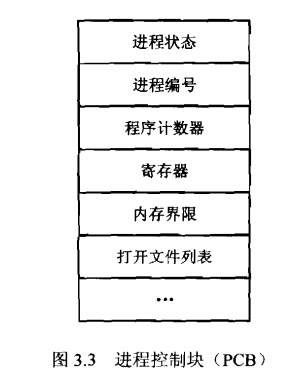 进程状态
进程编号
程序计数器
寄存器
内存界限
打开文件列表
...
图 3.3 进程控制块（PCB）